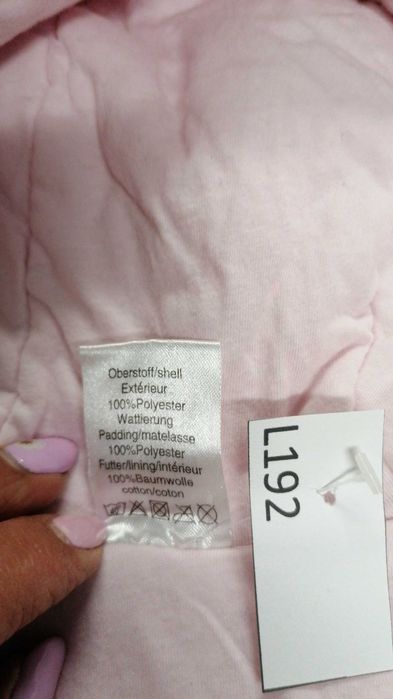 Oberstoff/shell
Extérieur
100%Polyester
Wattierung
Padding/matelasse
100%Polyester
Futter/lining/intérieur
100%Baumwolle
cotton/coton
L192